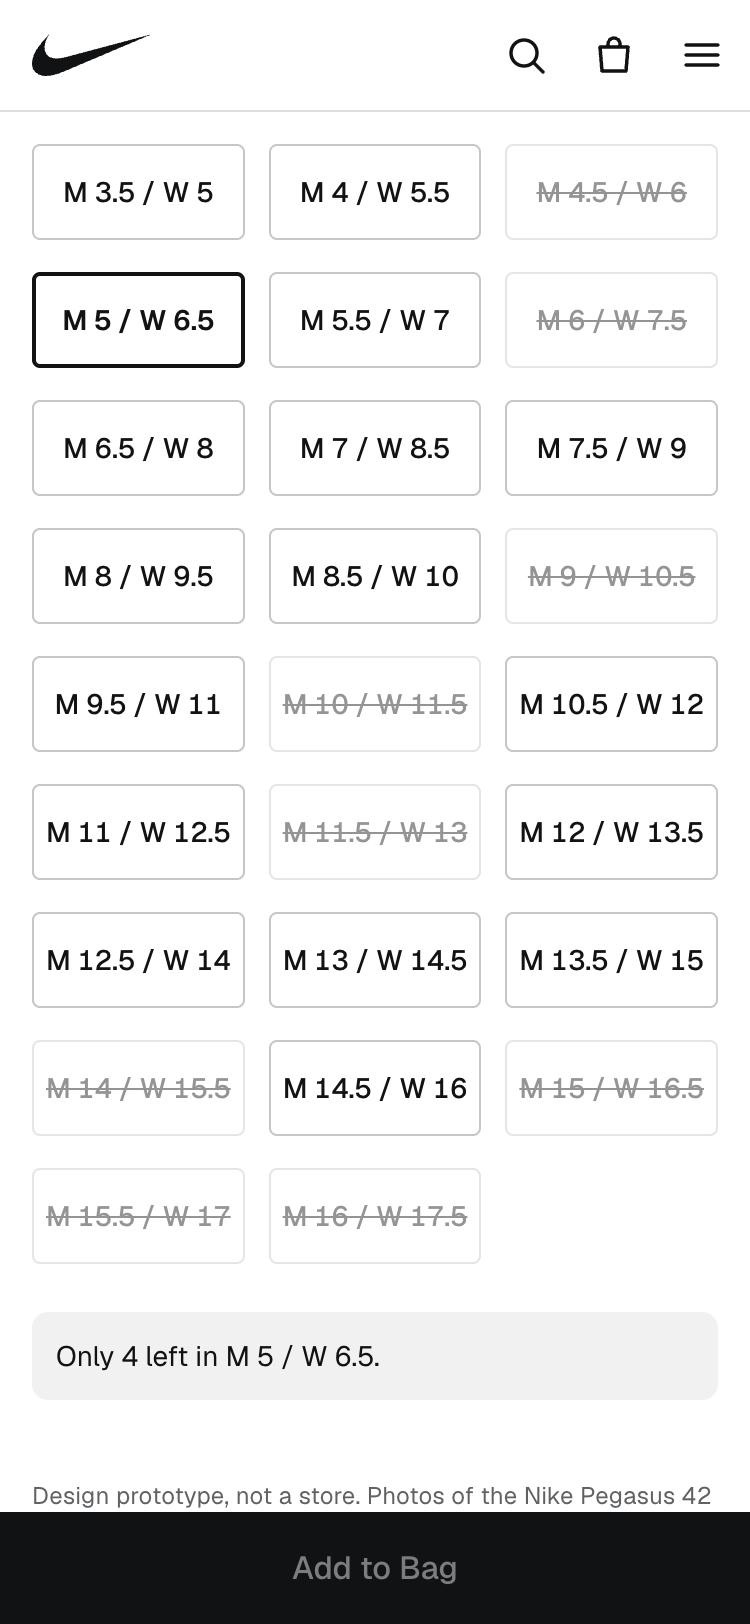 M 3.5 / W 5
M 4 / W 5.5
M 4.5 / W 6
M 5 / W 6.5
M 5.5 / W 7
M 6 / W 7.5
M 6.5 / W 8
M 7 / W 8.5
M 7.5 / W 9
M 8 / W 9.5
M 8.5 / W 10
M 9 / W 10.5
M 9.5 / W 11
M 10 / W 11.5
M 10.5 / W 12
M 11 / W 12.5
M 11.5 / W 13
M 12 / W 13.5
M 12.5 / W 14
M 13 / W 14.5
M 13.5 / W 15
M 14 / W 15.5
M 14.5 / W 16
M 15 / W 16.5
M 15.5 / W 17
M 16 / W 17.5
Only 4 left in M 5 / W 6.5.
Design prototype, not a store. Photos of the Nike Pegasus 42
Add to Bag